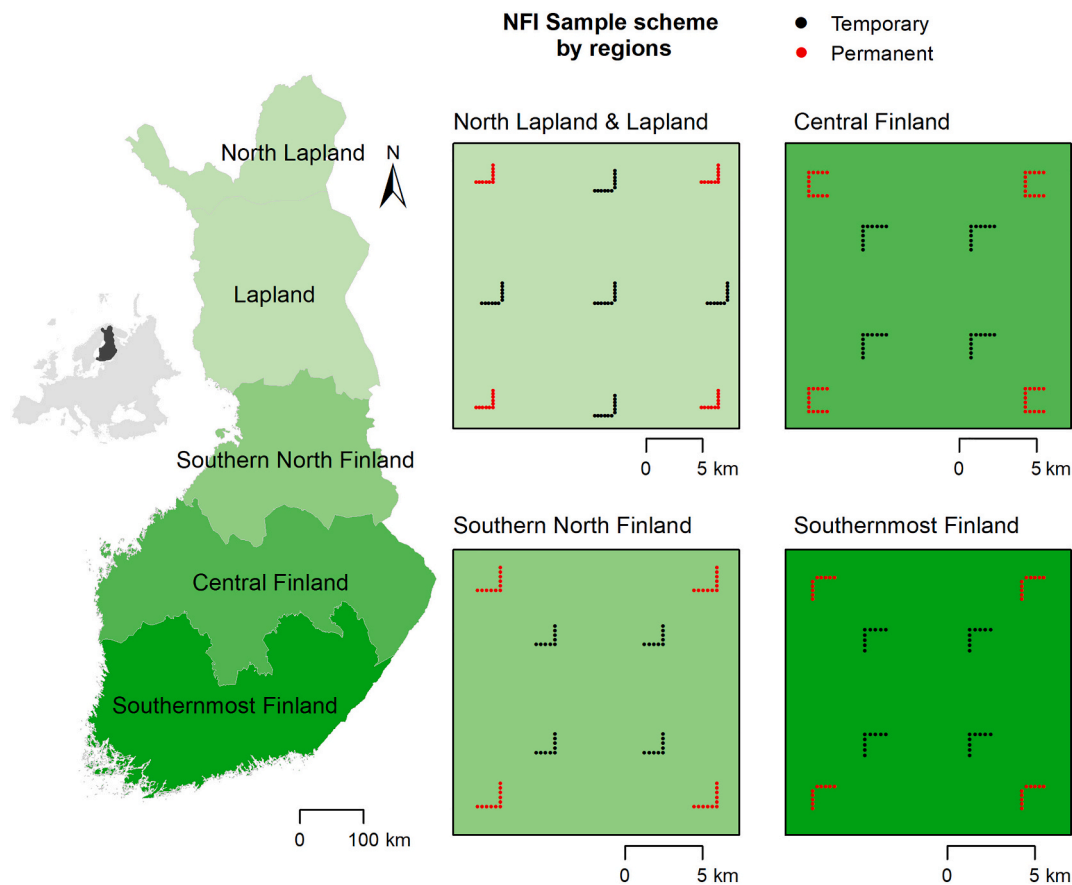 NFI Sample scheme
by regions
Temporary
Permanent
North Lapland
N
Lapland
Southern North Finland
Central Finland
Southernmost Finland
0 100 km
North Lapland & Lapland
0 5 km
Central Finland
0 5 km
Southern North Finland
0 5 km
Southernmost Finland
0 5 km